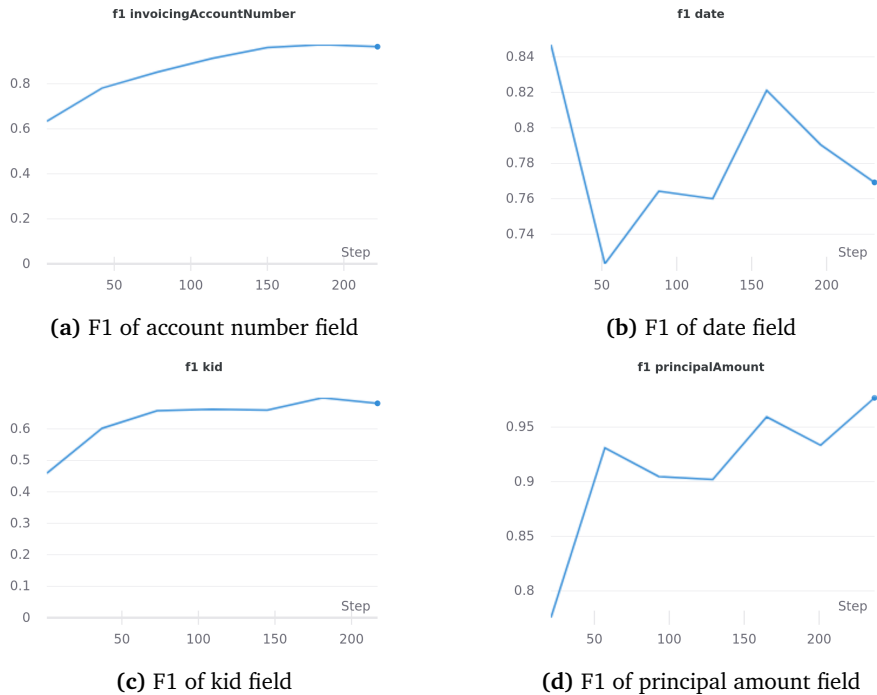 f1 invoicingAccountNumber
0.8
0.6
0.4
0.2
0
Step
50 100 150 200
(a) F1 of account number field
f1 date
0.84
0.82
0.8
0.78
0.76
0.74
Step
50 100 150 200
(b) F1 of date field
f1 kid
0.6
0.5
0.4
0.3
0.2
0.1
0
Step
50 100 150 200
(c) F1 of kid field
f1 principalAmount
0.95
0.9
0.85
0.8
Step
50 100 150 200
(d) F1 of principal amount field